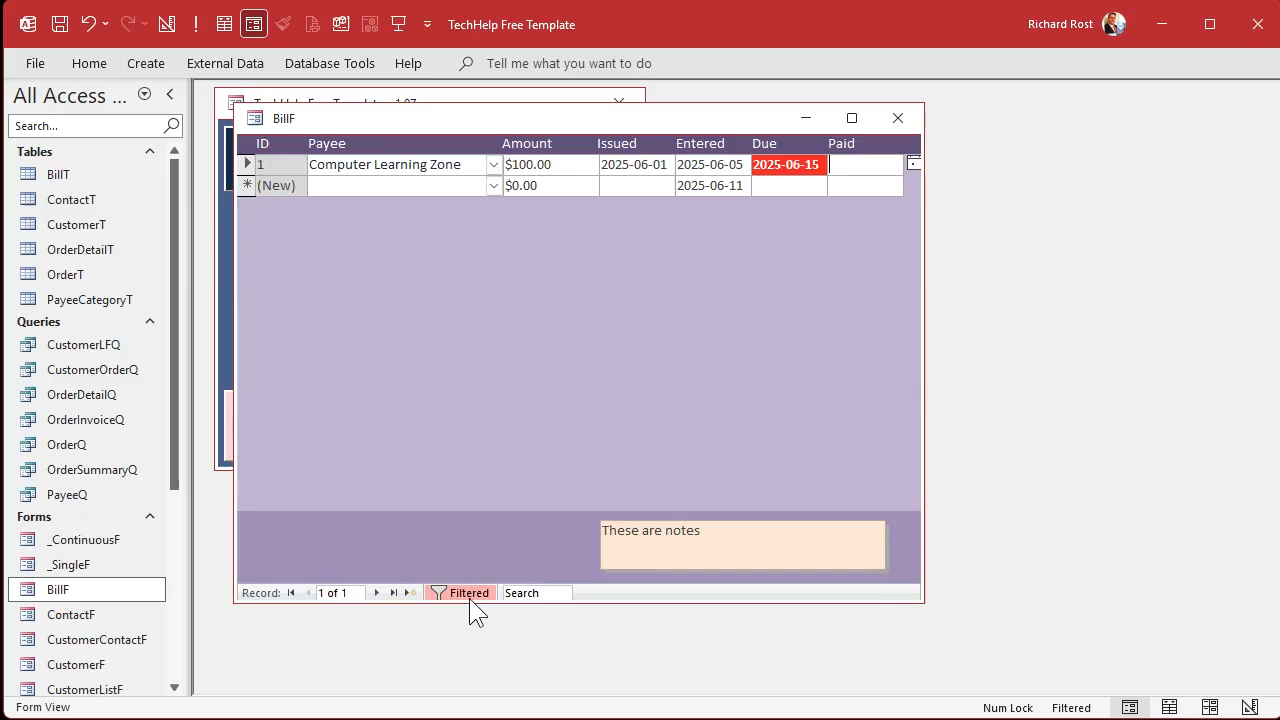 TechHelp Free Template
Richard Rost
File Home Create External Data Database Tools Help Tell me what you want to do
All Access ...
Search...
Tables
BillT
ContactT
CustomerT
OrderDetailT
OrderT
PayeeCategoryT
Queries
CustomerLFQ
CustomerOrderQ
OrderDetailQ
OrderInvoiceQ
OrderQ
OrderSummaryQ
PayeeQ
Forms
_ContinuousF
_SingleF
BillF
ContactF
CustomerContactF
CustomerF
CustomerListF
BillF
ID Payee Amount Issued Entered Due Paid
1 Computer Learning Zone $100.00 2025-06-01 2025-06-05 2025-06-15
(New) $0.00 2025-06-11
These are notes
Record: 1 of 1 Filtered Search
Form View Num Lock Filtered